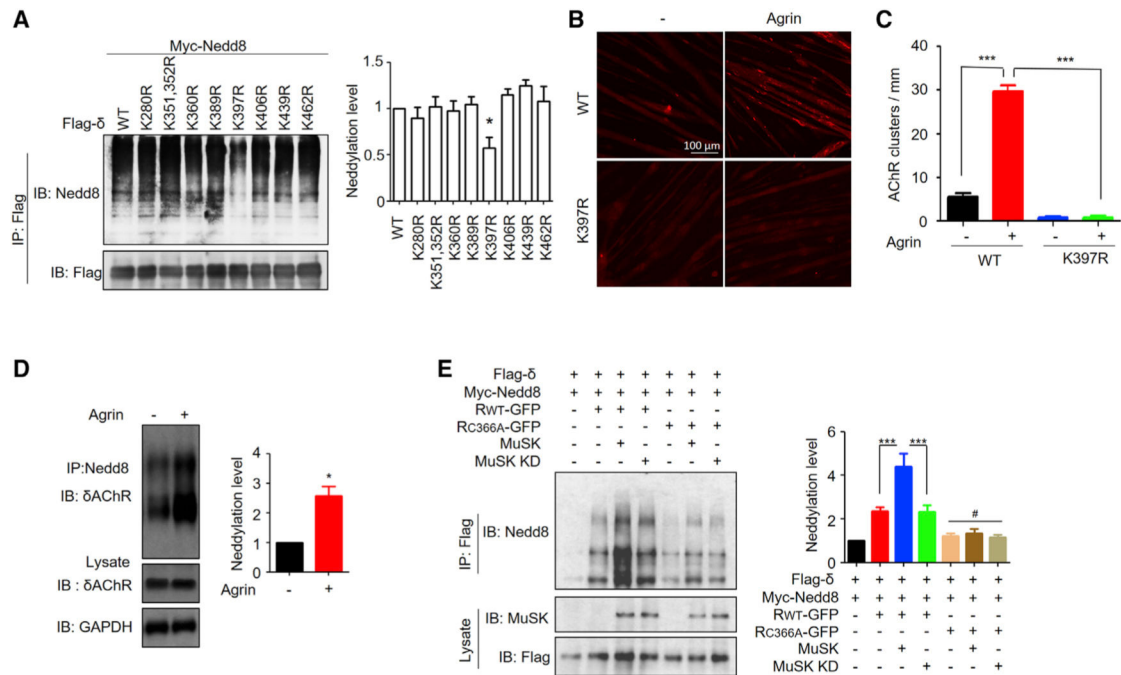 A
Myc-Nedd8
Flag-δ
WT
K280R
K351,352R
K360R
K389R
K397R
K406R
K439R
K462R
IP: Flag
IB: Nedd8
IB: Flag
Neddylation level
1.5
1
0.5
0
*
WT
K280R
K351,352R
K360R
K389R
K397R
K406R
K439R
K462R
B
- Agrin
WT
100 μm
K397R
C
AChR clusters / mm
40
30
20
10
0
*** ***
Agrin - + - +
WT K397R
D
Agrin - +
IP:Nedd8
IB: δAChR
Lysate
IB : δAChR
IB: GAPDH
Neddylation level
4
3
2
1
0
*
Agrin - +
E
Flag-δ + + + + + + +
Myc-Nedd8 + + + + + + +
RWT-GFP - + + + - - -
RC366A-GFP - - - - + + +
MuSK - - + - - + -
MuSK KD - - - + - - +
IP: Flag
IB: Nedd8
Lysate
IB: MuSK
IB: Flag
Neddylation level
6
4
2
0
*** ***
#
Flag-δ + + + + + + +
Myc-Nedd8 + + + + + + +
RWT-GFP - + + + - - -
RC366A-GFP - - - - + + +
MuSK - - + - - + -
MuSK KD - - - + - - +